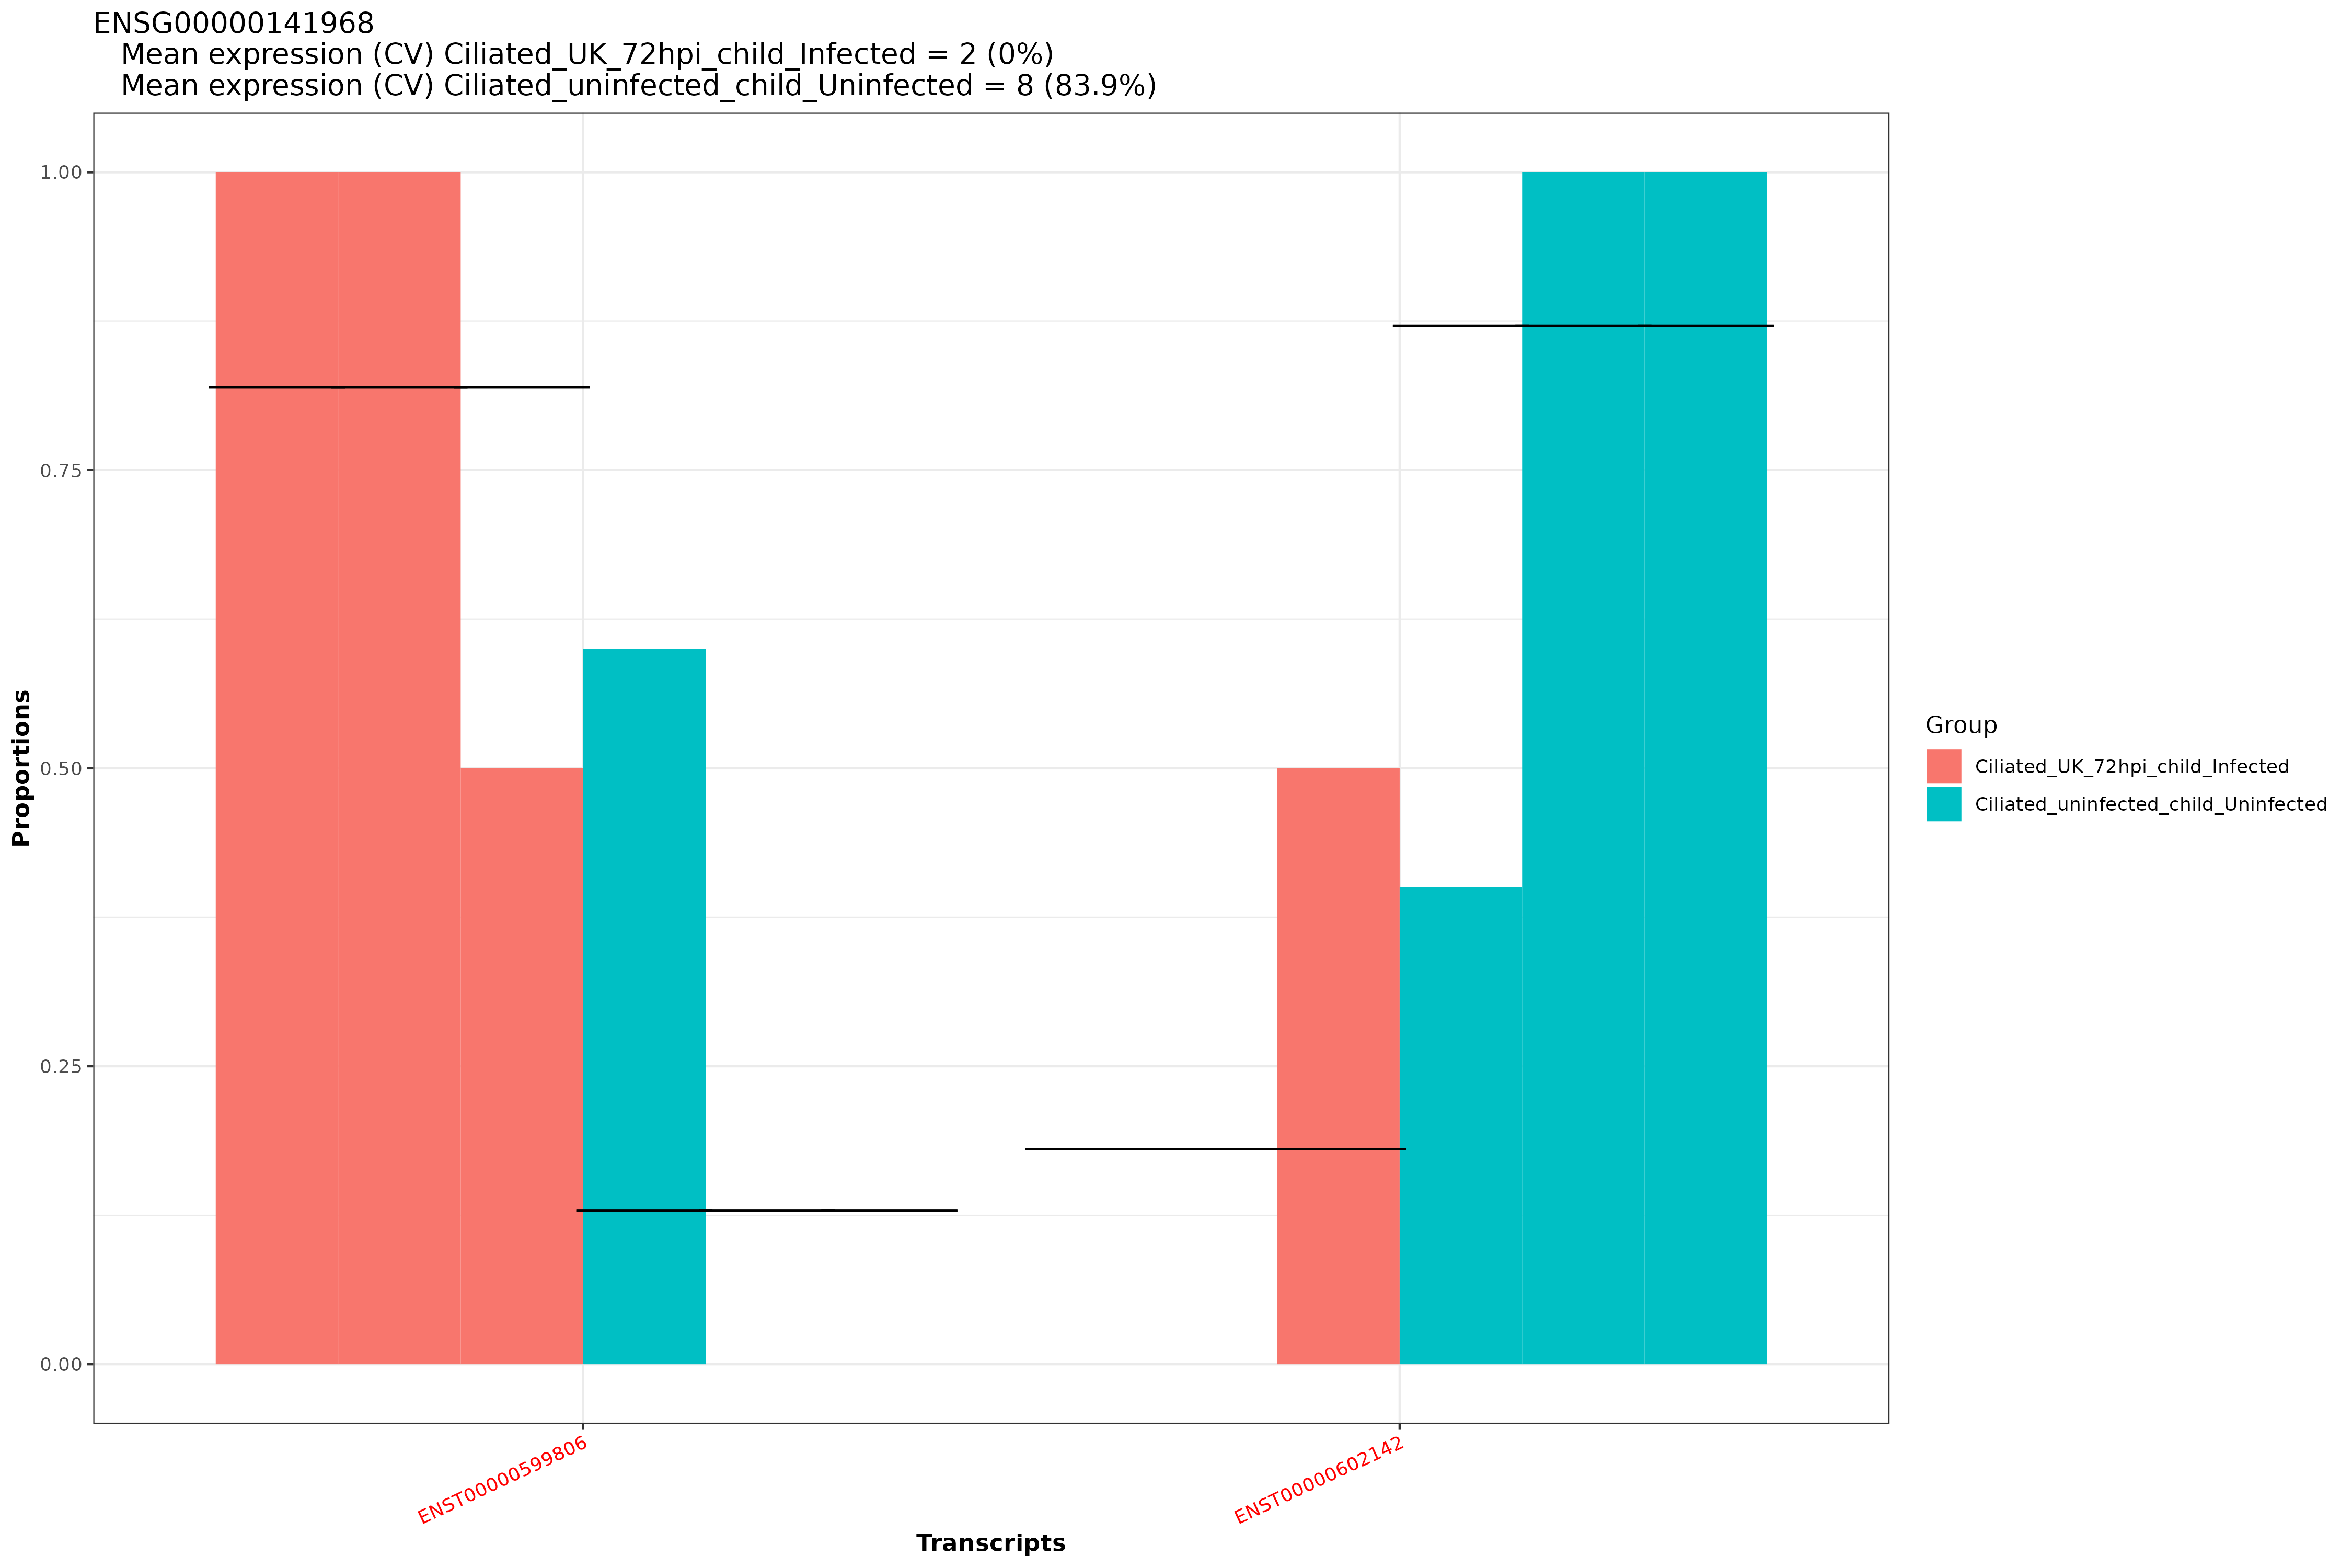 ENSG00000141968
Mean expression (CV) Ciliated_UK_72hpi_child_Infected = 2 (0%)
Mean expression (CV) Ciliated_uninfected_child_Uninfected = 8 (83.9%)
Proportions
1.00
0.75
0.50
0.25
0.00
ENST0000599806
ENST00000602142
Transcripts
Group
Ciliated_UK_72hpi_child_Infected
Ciliated_uninfected_child_Uninfected